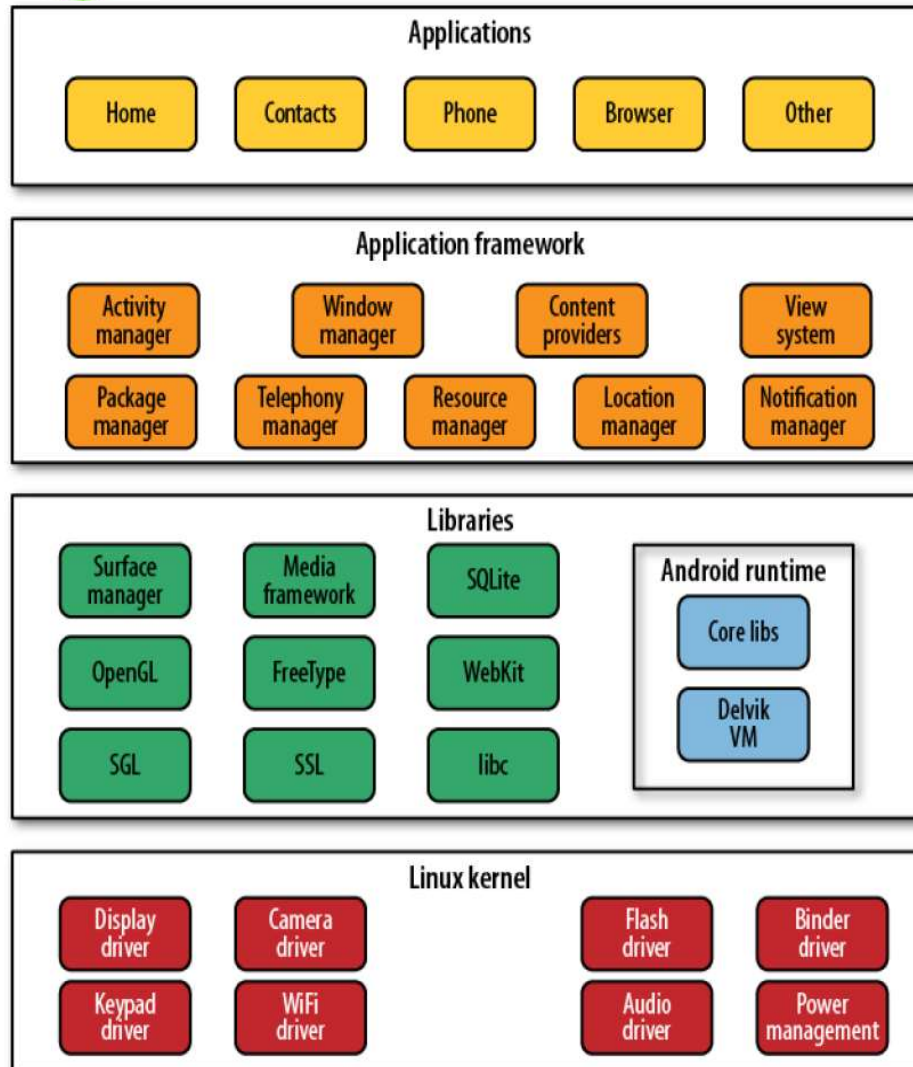 Applications
Home
Contacts
Phone
Browser
Other
Application framework
Activity
manager
Window
manager
Content
providers
View
system
Package
manager
Telephony
manager
Resource
manager
Location
manager
Notification
manager
Libraries
Surface
manager
Media
framework
SQLite
OpenGL
FreeType
WebKit
SGL
SSL
libc
Android runtime
Core libs
Delvik
VM
Linux kernel
Display
driver
Camera
driver
Flash
driver
Binder
driver
Keypad
driver
WiFi
driver
Audio
driver
Power
management